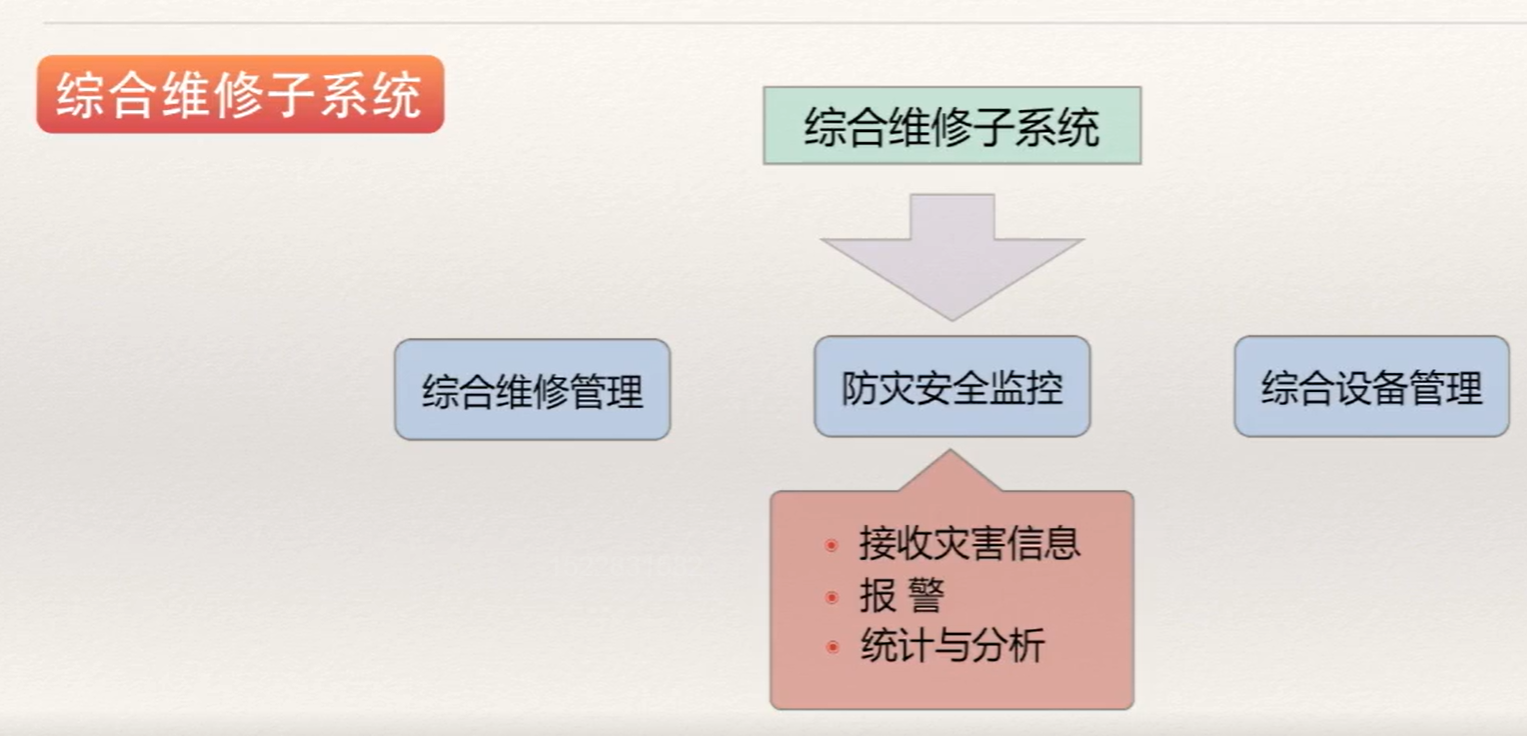 综合维修子系统
综合维修子系统
综合维修管理
防灾安全监控
综合设备管理
接收灾害信息
报 警
统计与分析